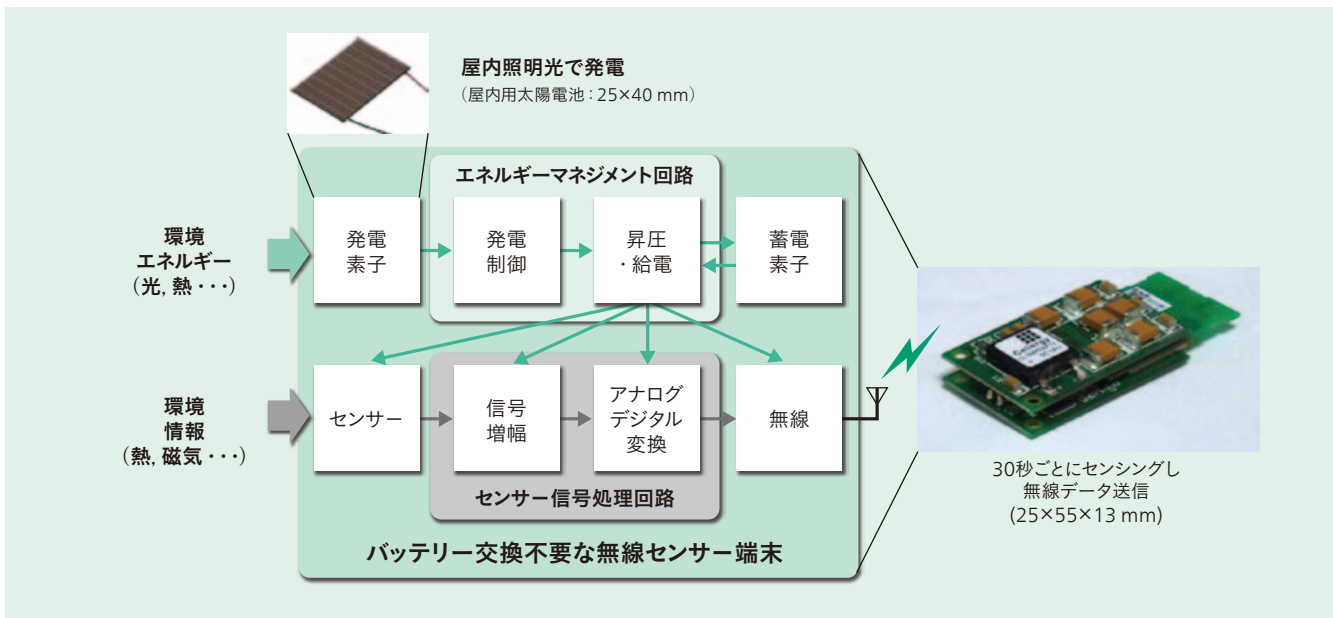 屋内照明光で発電
（屋内用太陽電池：25×40 mm）
エネルギーマネジメント回路
環境
エネルギー
（光, 熱・・・）
発電
素子
発電
制御
昇圧
・給電
蓄電
素子
環境
情報
（熱, 磁気・・・）
センサー
信号
増幅
アナログ
デジタル
変換
無線
センサー信号処理回路
バッテリー交換不要な無線センサー端末
30秒ごとにセンシングし
無線データ送信
(25×55×13 mm)